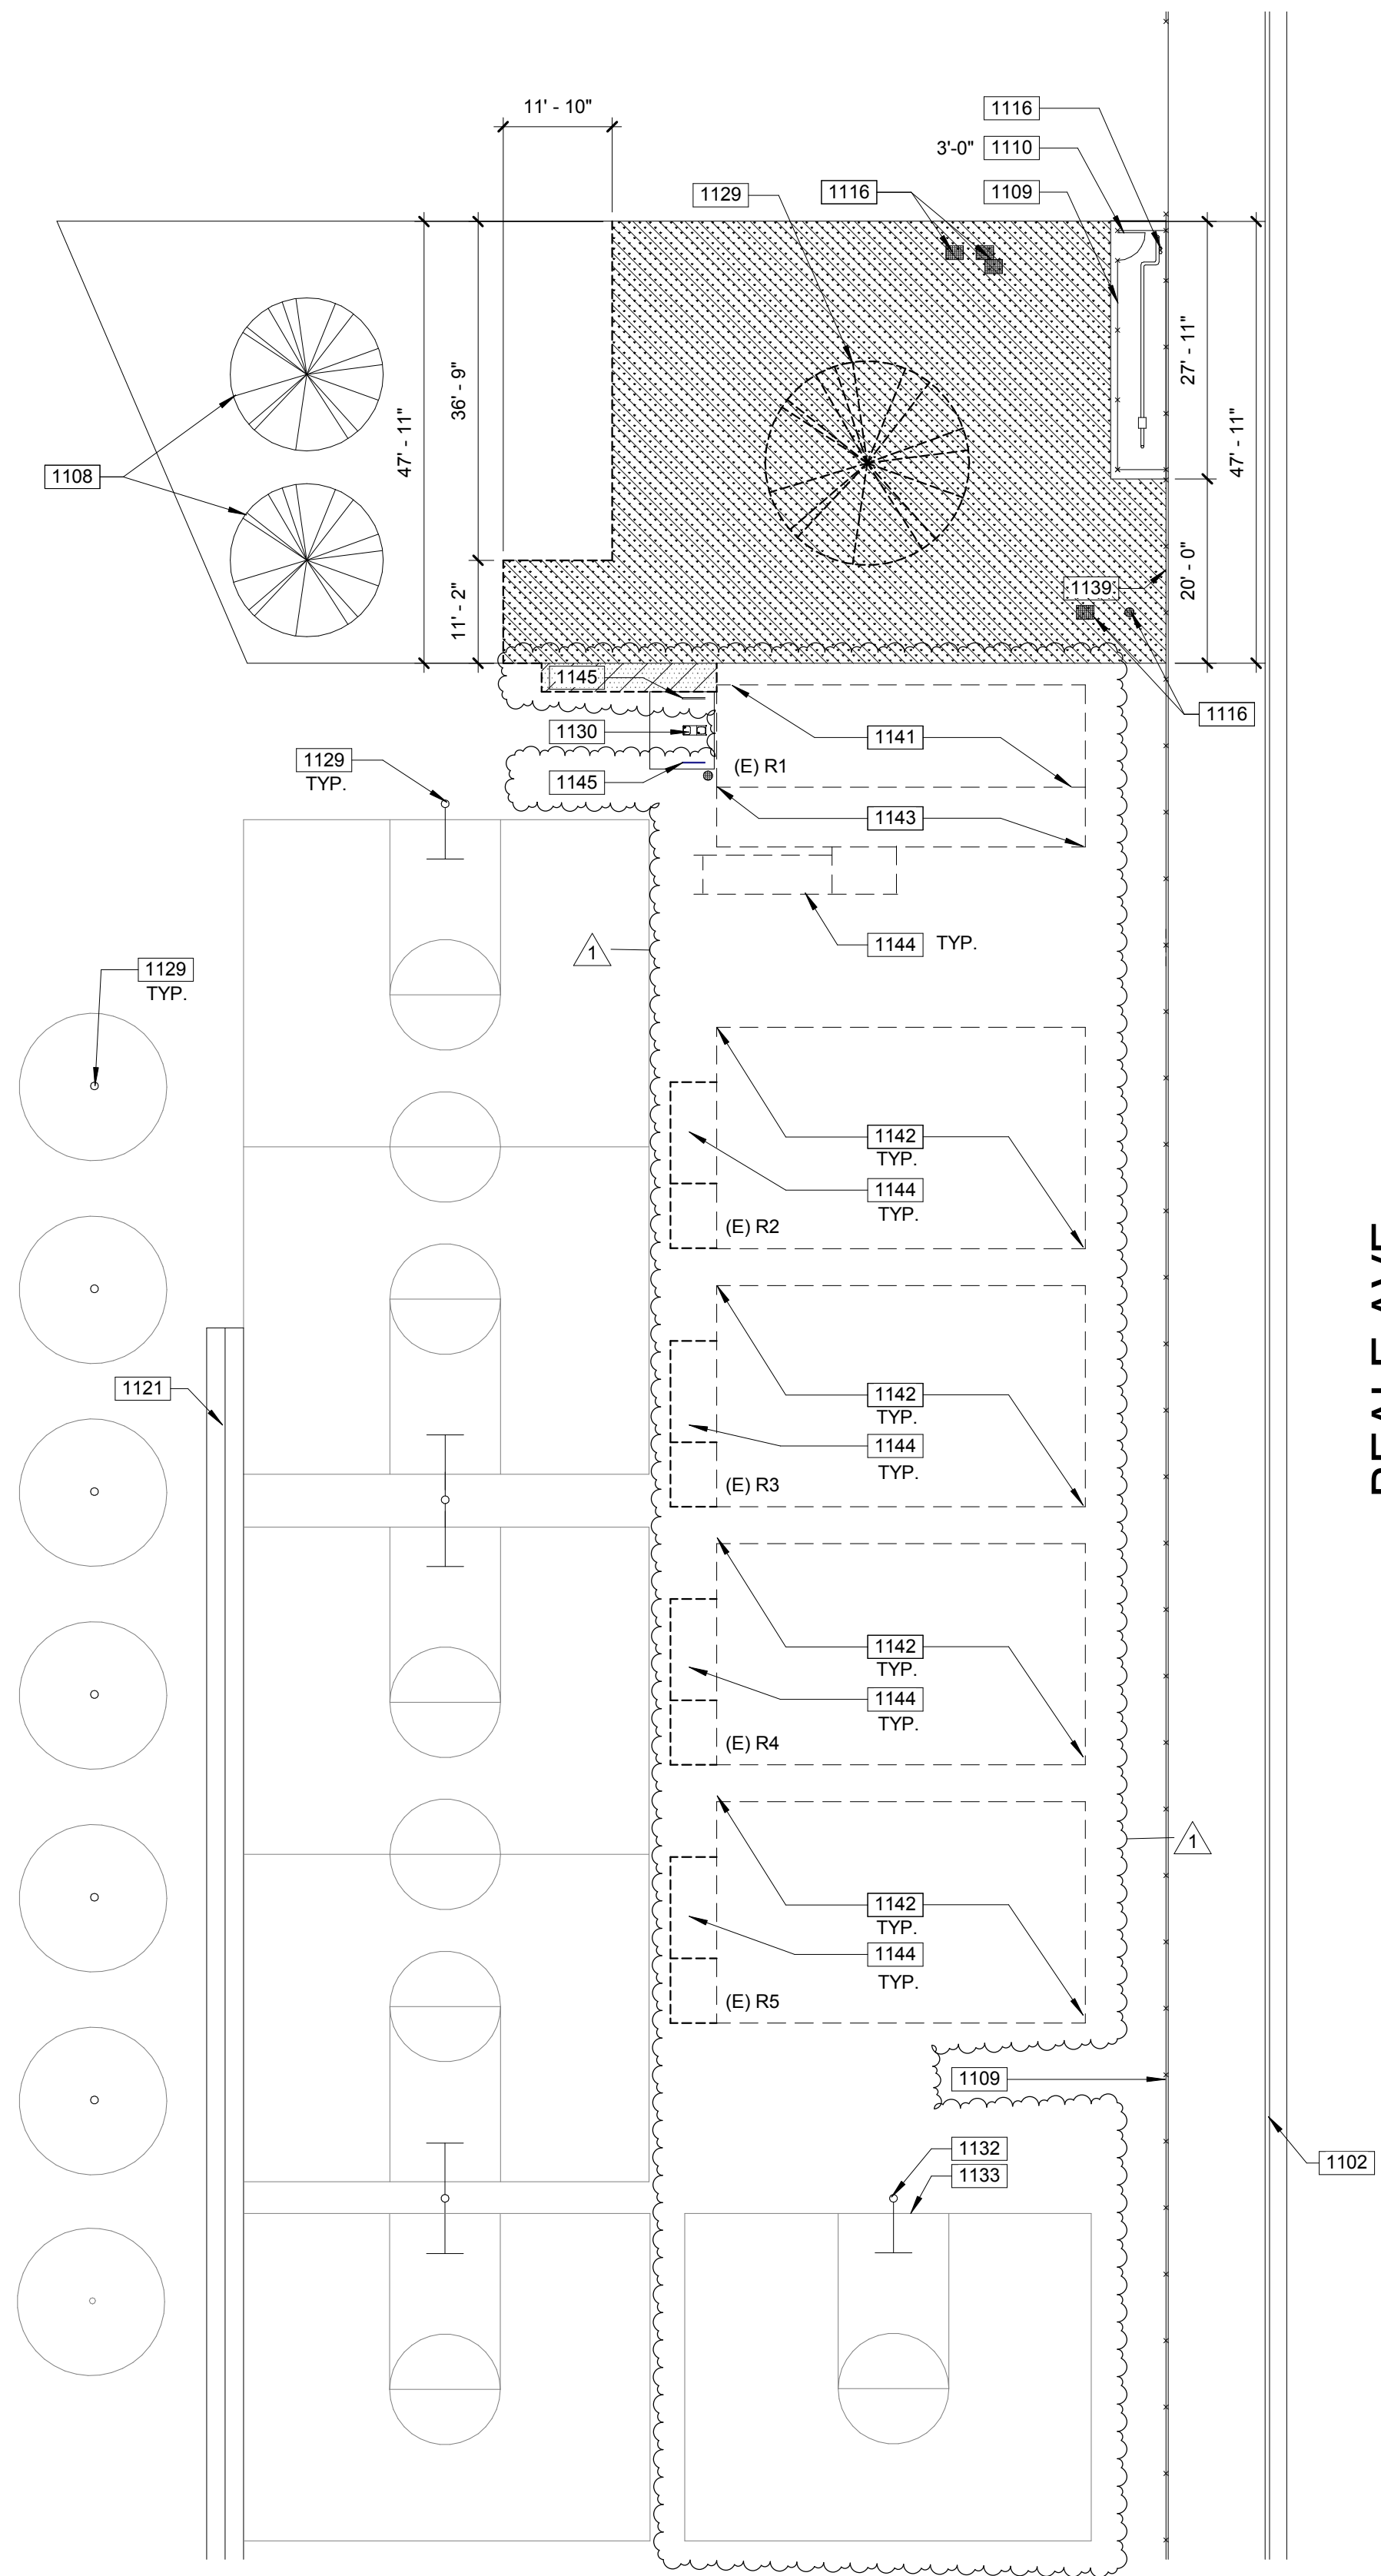 11' - 10"
1116
3'-0" 1110
1129
1116
1109
27' - 11"
36' - 9"
47' - 11"
47' - 11"
1108
20' - 0"
1139
11' - 2"
1145
1116
1130
1141
1129
TYP.
(E) R1
1145
1143
1144 TYP.
1
1129
TYP.
1142
TYP.
1144
TYP.
(E) R2
1121
1142
TYP.
1144
TYP.
(E) R3
1142
TYP.
1144
TYP.
(E) R4
1
1142
TYP.
1144
TYP.
(E) R5
1109
1132
1102
1133